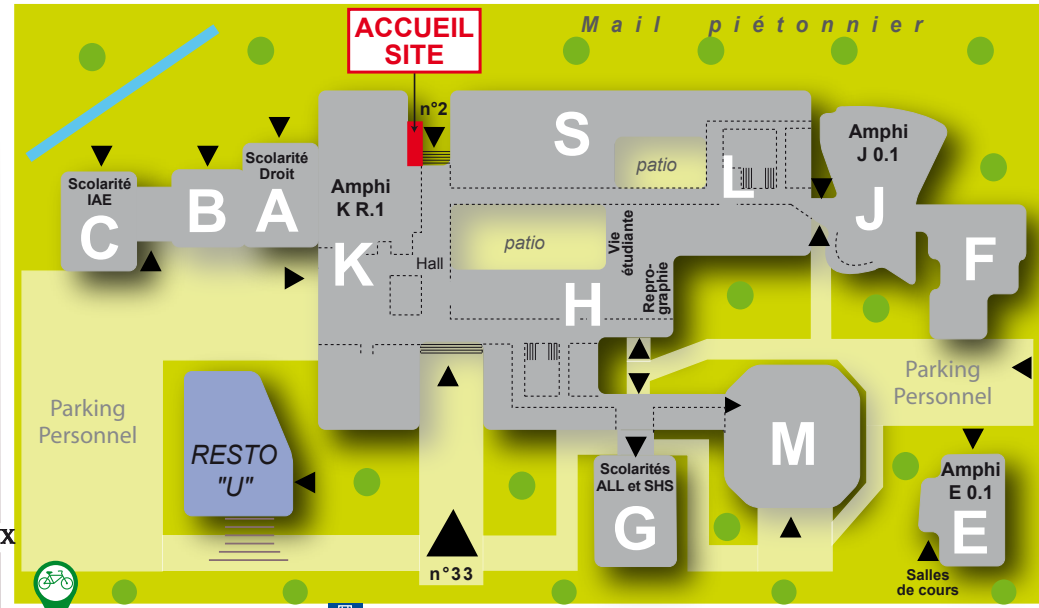 Mail piétonnier
ACCUEIL
SITE
n°2
S
Amphi
J 0.1
Scolarité
Droit
patio
Scolarité
IAE
Amphi
K R.1
L
C
B
A
J
patio
Vie
étudiante
F
K
Hall
Repro-
graphie
H
Parking
Personnel
Parking
Personnel
RESTO
"U"
M
Scolarités
ALL et SHS
G
Amphi
E 0.1
E
x
n°33
Salles
de cours